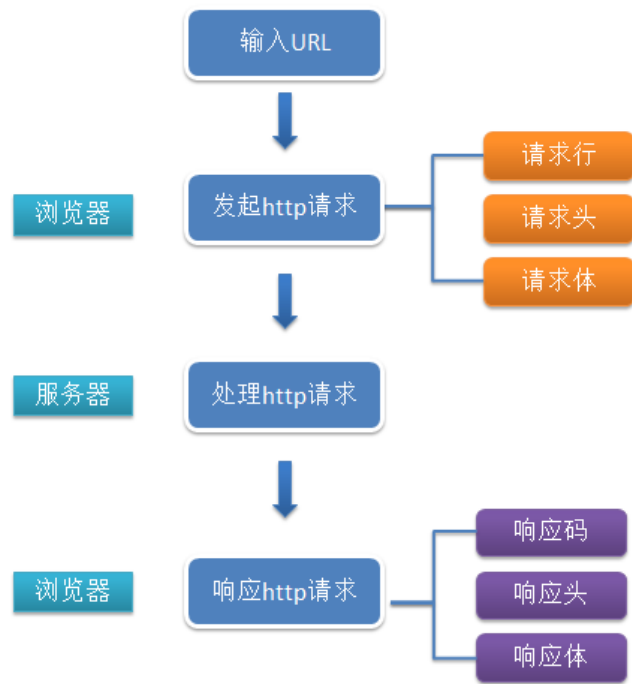 输入URL
浏览器
发起http请求
请求行
请求头
请求体
服务器
处理http请求
浏览器
响应http请求
响应码
响应头
响应体